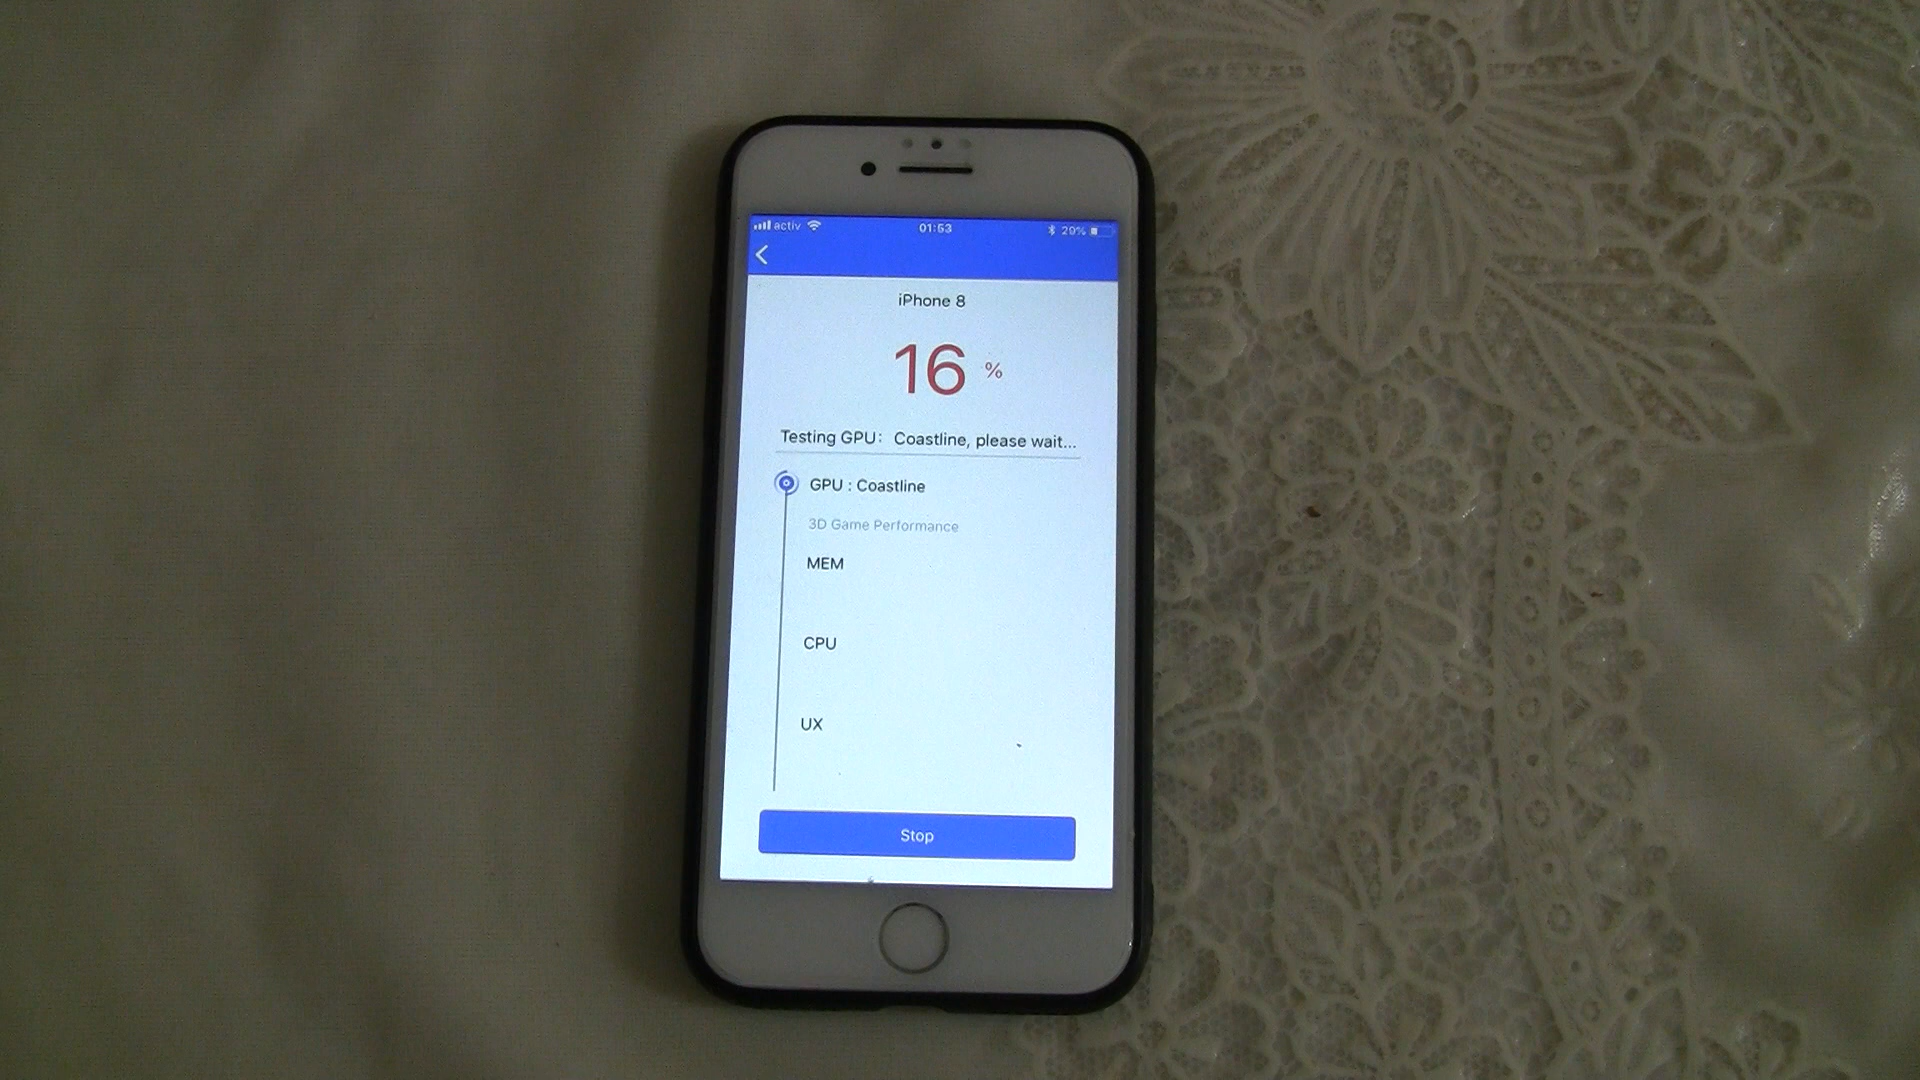 activ 01:53 29%
iPhone 8
16 %
Testing GPU: Coastline, please wait...
GPU : Coastline
3D Game Performance
MEM
CPU
UX
Stop